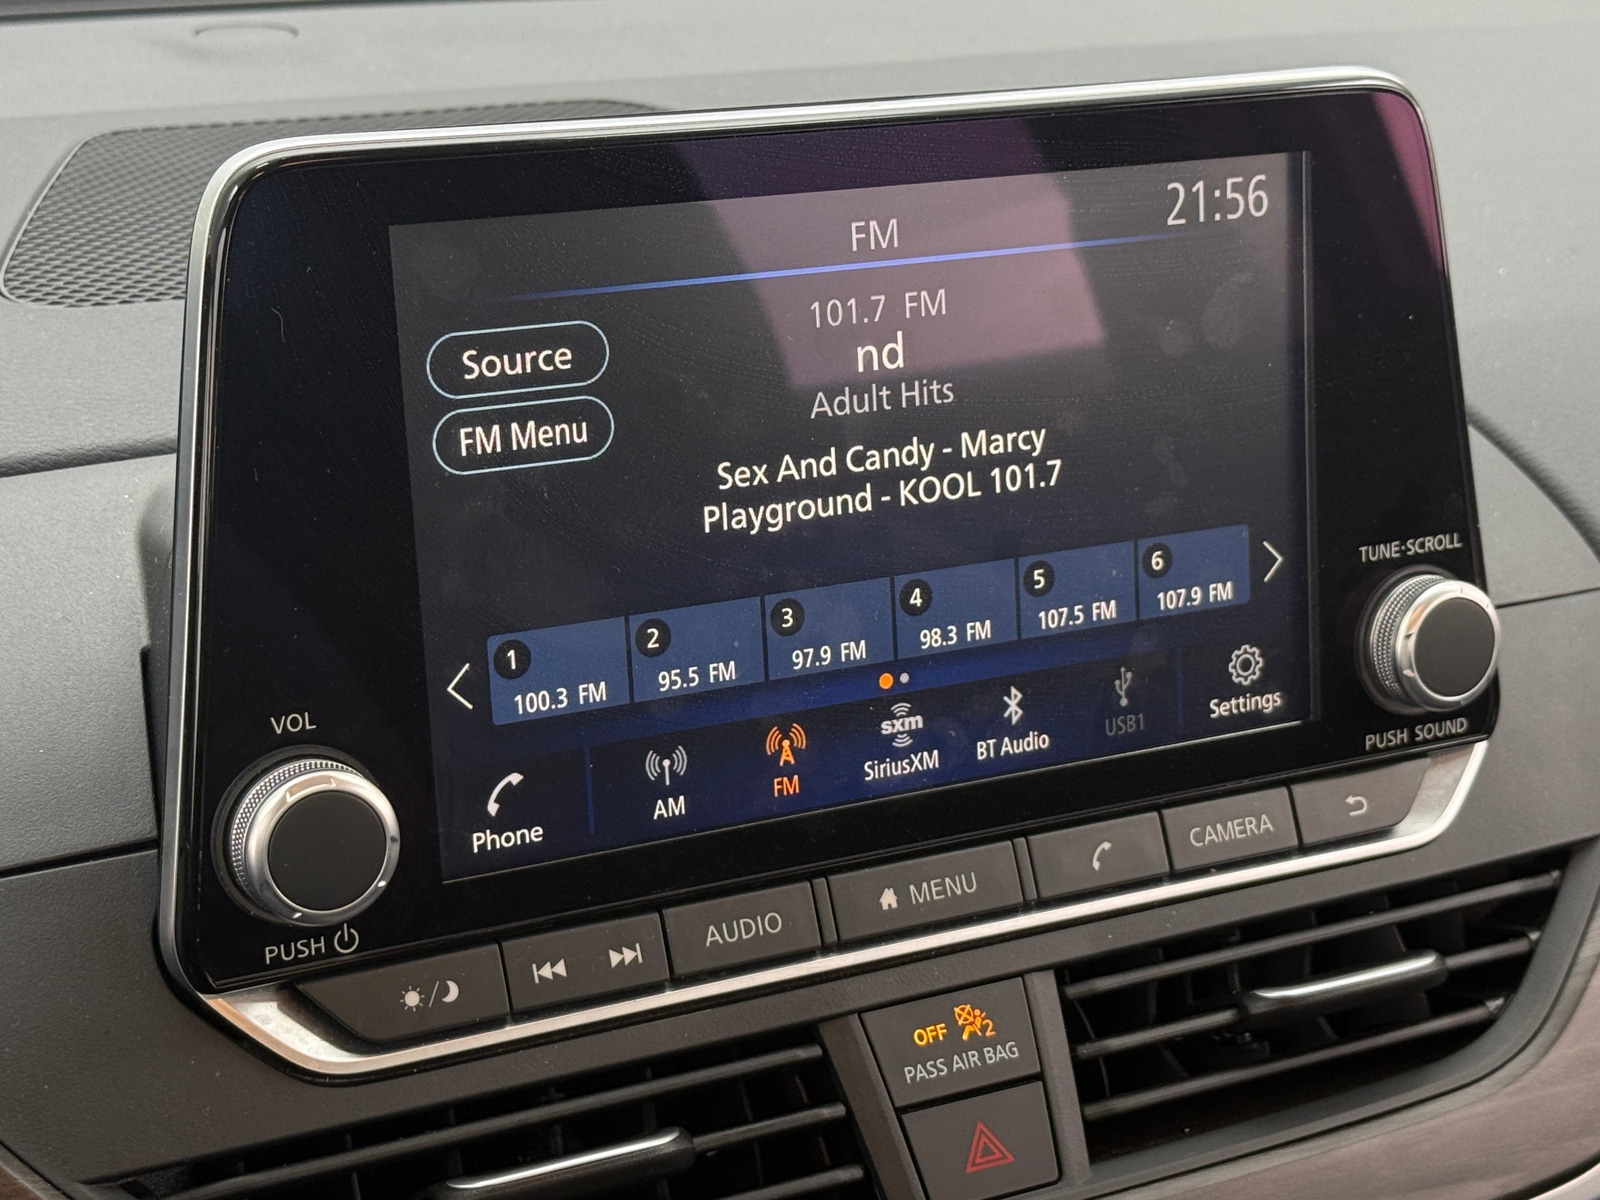 21:56
FM
101.7 FM
nd
Adult Hits
Source
FM Menu
Sex And Candy - Marcy
Playground - KOOL 101.7
1
100.3 FM
2
95.5 FM
3
97.9 FM
4
98.3 FM
5
107.5 FM
6
107.9 FM
Phone
AM
FM
sxm
SiriusXM
BT Audio
USB1
Settings
VOL
PUSH
TUNE·SCROLL
PUSH SOUND
AUDIO
MENU
CAMERA
OFF 2
PASS AIR BAG